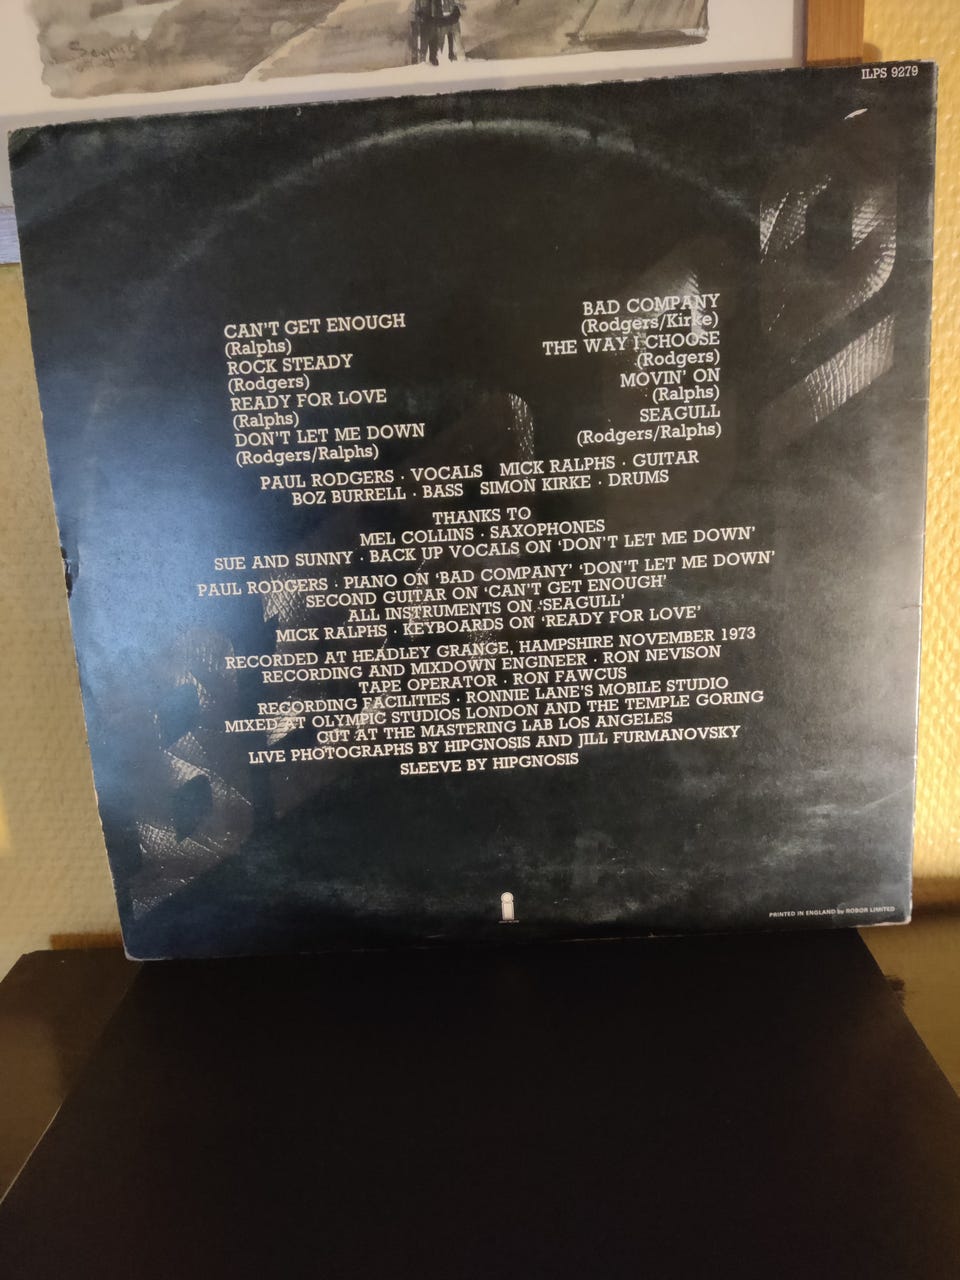 Seyne
ILPS 9279
CAN'T GET ENOUGH
(Ralphs)
ROCK STEADY
(Rodgers)
READY FOR LOVE
(Ralphs)
DON'T LET ME DOWN
(Rodgers/Ralphs)
BAD COMPANY
(Rodgers/Kirke)
THE WAY I CHOOSE
(Rodgers)
MOVIN' ON
(Ralphs)
SEAGULL
(Rodgers/Ralphs)
PAUL RODGERS · VOCALS MICK RALPHS · GUITAR
BOZ BURRELL · BASS SIMON KIRKE · DRUMS
THANKS TO
MEL COLLINS · SAXOPHONES
SUE AND SUNNY · BACK UP VOCALS ON 'DON'T LET ME DOWN'
PAUL RODGERS · PIANO ON 'BAD COMPANY' 'DON'T LET ME DOWN'
SECOND GUITAR ON 'CAN'T GET ENOUGH'
ALL INSTRUMENTS ON 'SEAGULL'
MICK RALPHS · KEYBOARDS ON 'READY FOR LOVE'
RECORDED AT HEADLEY GRANGE, HAMPSHIRE NOVEMBER 1973
RECORDING AND MIXDOWN ENGINEER · RON NEVISON
TAPE OPERATOR · RON FAWCUS
RECORDING FACILITIES · RONNIE LANE'S MOBILE STUDIO
MIXED AT OLYMPIC STUDIOS LONDON AND THE TEMPLE GORING
CUT AT THE MASTERING LAB LOS ANGELES
LIVE PHOTOGRAPHS BY HIPGNOSIS AND JILL FURMANOVSKY
SLEEVE BY HIPGNOSIS
i
PRINTED IN ENGLAND by ROBOR LIMITED